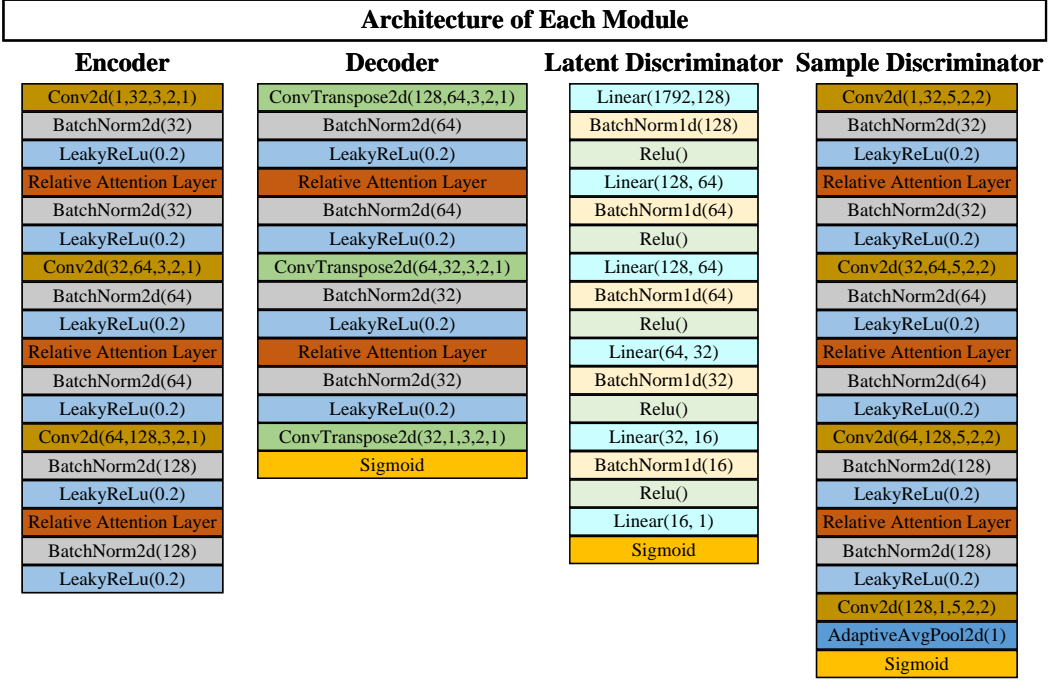 Architecture of Each Module
Encoder
Conv2d(1,32,3,2,1)
BatchNorm2d(32)
LeakyReLu(0.2)
Relative Attention Layer
BatchNorm2d(32)
LeakyReLu(0.2)
Conv2d(32,64,3,2,1)
BatchNorm2d(64)
LeakyReLu(0.2)
Relative Attention Layer
BatchNorm2d(64)
LeakyReLu(0.2)
Conv2d(64,128,3,2,1)
BatchNorm2d(128)
LeakyReLu(0.2)
Relative Attention Layer
BatchNorm2d(128)
LeakyReLu(0.2)
Decoder
ConvTranspose2d(128,64,3,2,1)
BatchNorm2d(64)
LeakyReLu(0.2)
Relative Attention Layer
BatchNorm2d(64)
LeakyReLu(0.2)
ConvTranspose2d(64,32,3,2,1)
BatchNorm2d(32)
LeakyReLu(0.2)
Relative Attention Layer
BatchNorm2d(32)
LeakyReLu(0.2)
ConvTranspose2d(32,1,3,2,1)
Sigmoid
Latent Discriminator
Linear(1792,128)
BatchNorm1d(128)
Relu()
Linear(128, 64)
BatchNorm1d(64)
Relu()
Linear(128, 64)
BatchNorm1d(64)
Relu()
Linear(64, 32)
BatchNorm1d(32)
Relu()
Linear(32, 16)
BatchNorm1d(16)
Relu()
Linear(16, 1)
Sigmoid
Sample Discriminator
Conv2d(1,32,5,2,2)
BatchNorm2d(32)
LeakyReLu(0.2)
Relative Attention Layer
BatchNorm2d(32)
LeakyReLu(0.2)
Conv2d(32,64,5,2,2)
BatchNorm2d(64)
LeakyReLu(0.2)
Relative Attention Layer
BatchNorm2d(64)
LeakyReLu(0.2)
Conv2d(64,128,5,2,2)
BatchNorm2d(128)
LeakyReLu(0.2)
Relative Attention Layer
BatchNorm2d(128)
LeakyReLu(0.2)
Conv2d(128,1,5,2,2)
AdaptiveAvgPool2d(1)
Sigmoid